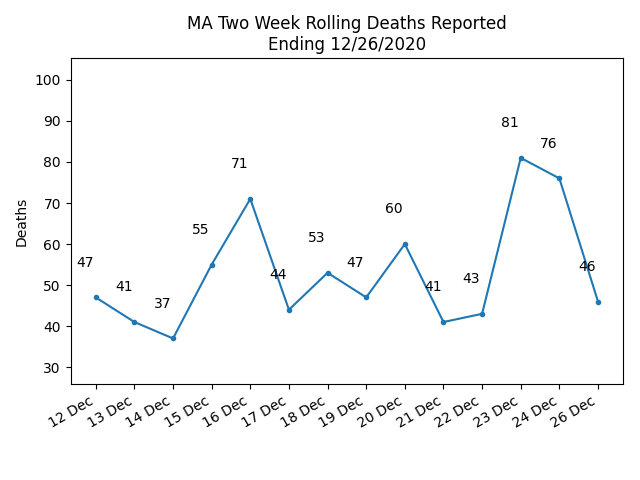 MA Two Week Rolling Deaths Reported
Ending 12/26/2020
Deaths
100
90
80
70
60
50
40
30
47
41
37
55
71
44
53
47
60
41
43
81
76
46
12 Dec
13 Dec
14 Dec
15 Dec
16 Dec
17 Dec
18 Dec
19 Dec
20 Dec
21 Dec
22 Dec
23 Dec
24 Dec
26 Dec